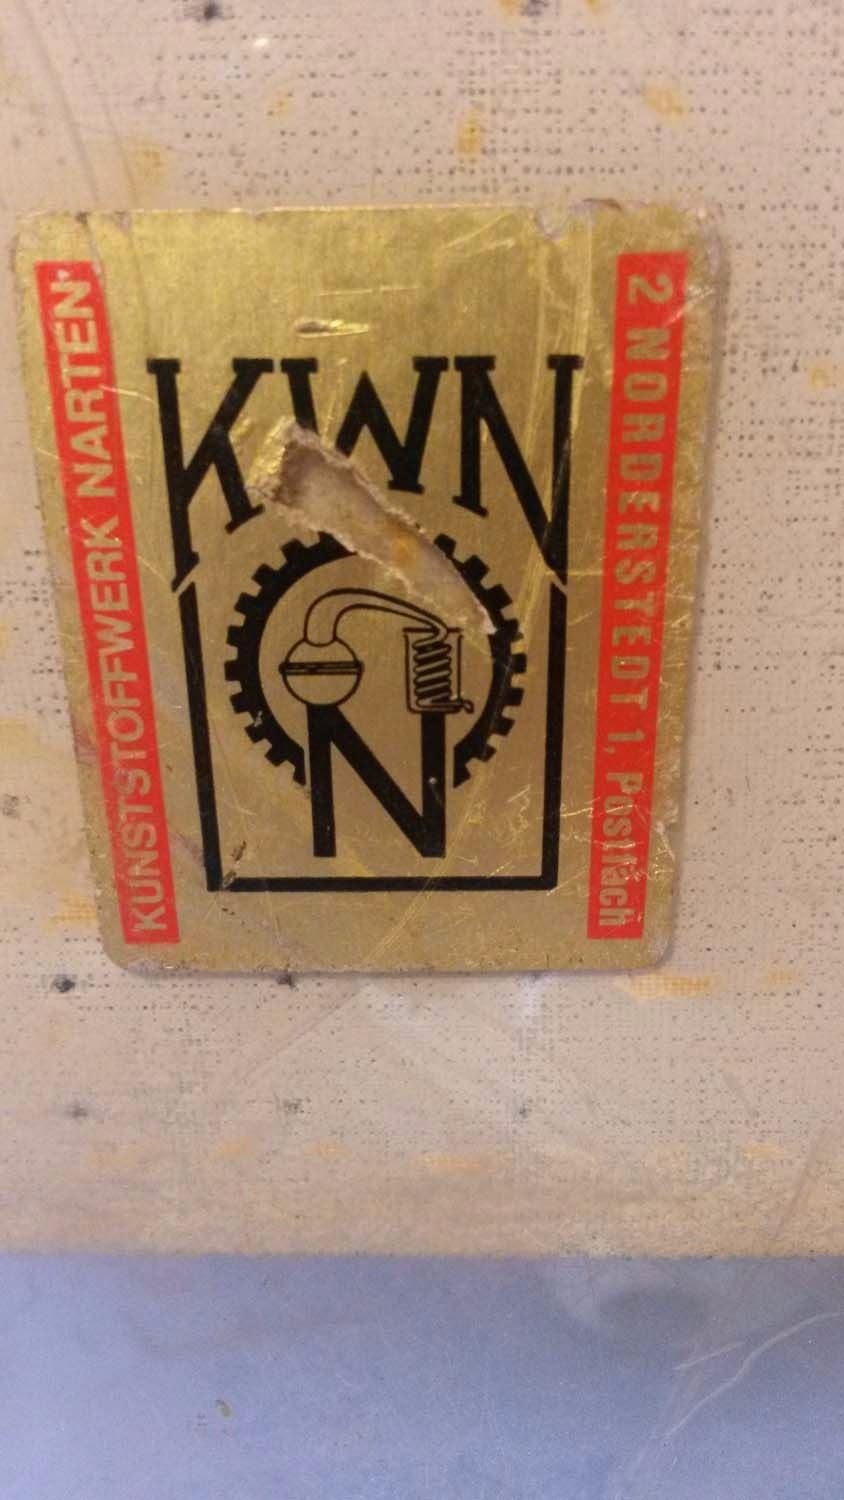 KUNSTSTOFFWERK NARTEN
KWN
N
2 NORDERSTEDT 1, Postfach